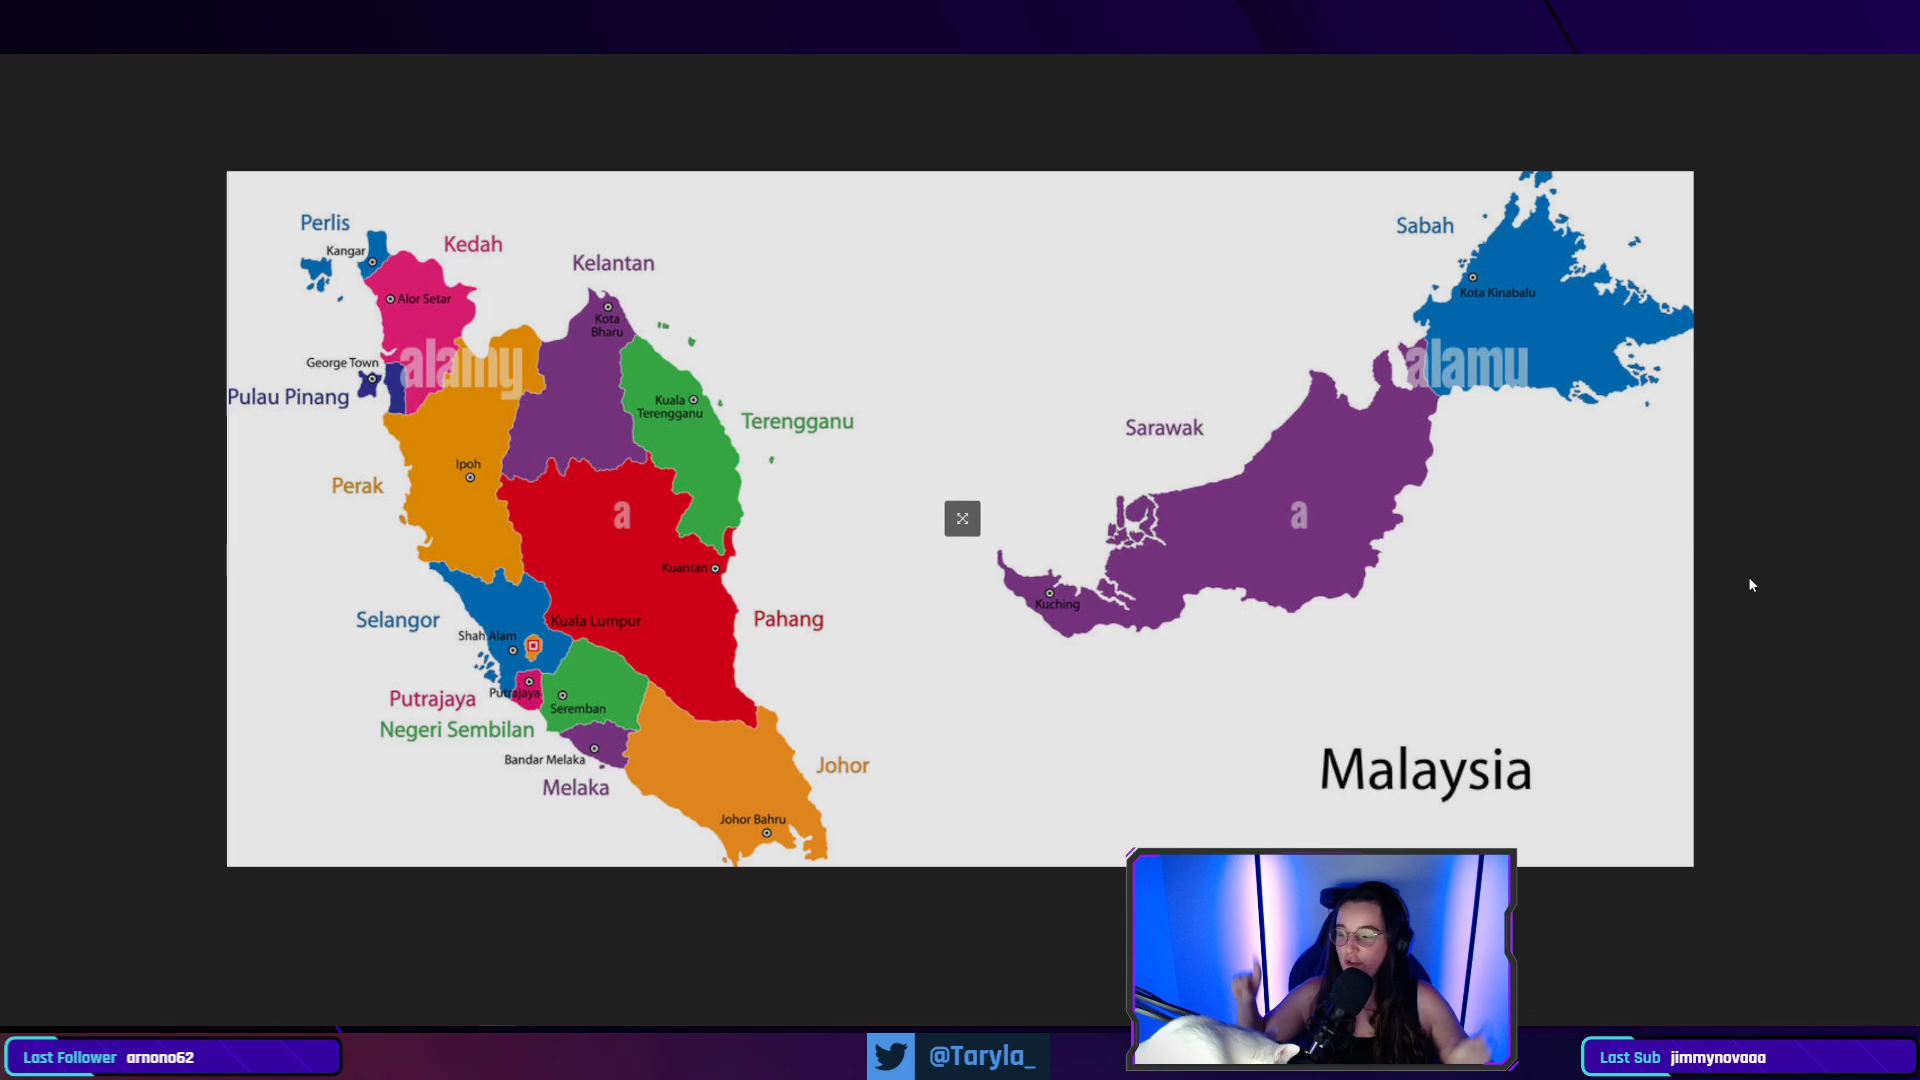 Perlis
Kangar
Kedah
Alor Setar
Kelantan
Kota
Bharu
George Town
Pulau Pinang
alamy
Kuala
Terengganu
Terengganu
Perak
Ipoh
a
Kuantan
Selangor
Shah Alam
Kuala Lumpur
Pahang
Putrajaya
Putrajaya
Negeri Sembilan
Seremban
Bandar Melaka
Melaka
Johor
Johor Bahru
Sabah
Kota Kinabalu
alamy
Sarawak
a
Kuching
Malaysia
Last Follower arnono62
@Taryla_
Last Sub jimmynovaaa